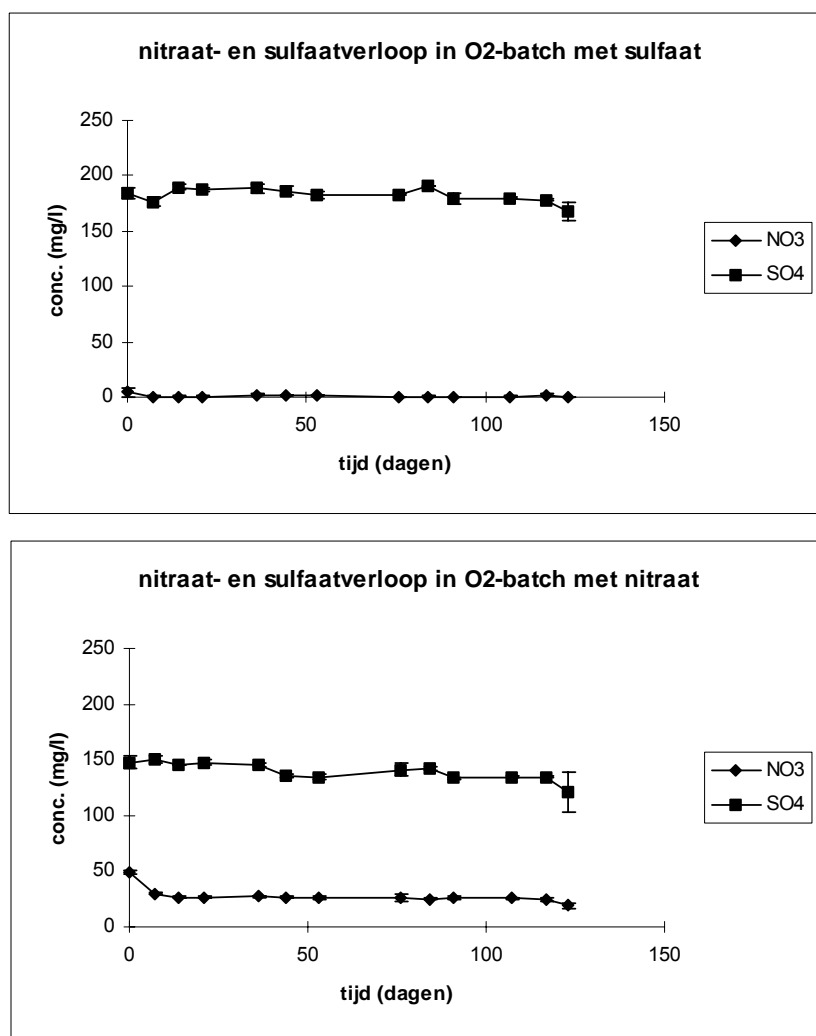 nitraat- en sulfaatverloop in O2-batch met sulfaat
250
200
150
100
50
0
conc. (mg/l)
0 50 100 150
tijd (dagen)
NO3
SO4
nitraat- en sulfaatverloop in O2-batch met nitraat
250
200
150
100
50
0
conc. (mg/l)
0 50 100 150
tijd (dagen)
NO3
SO4